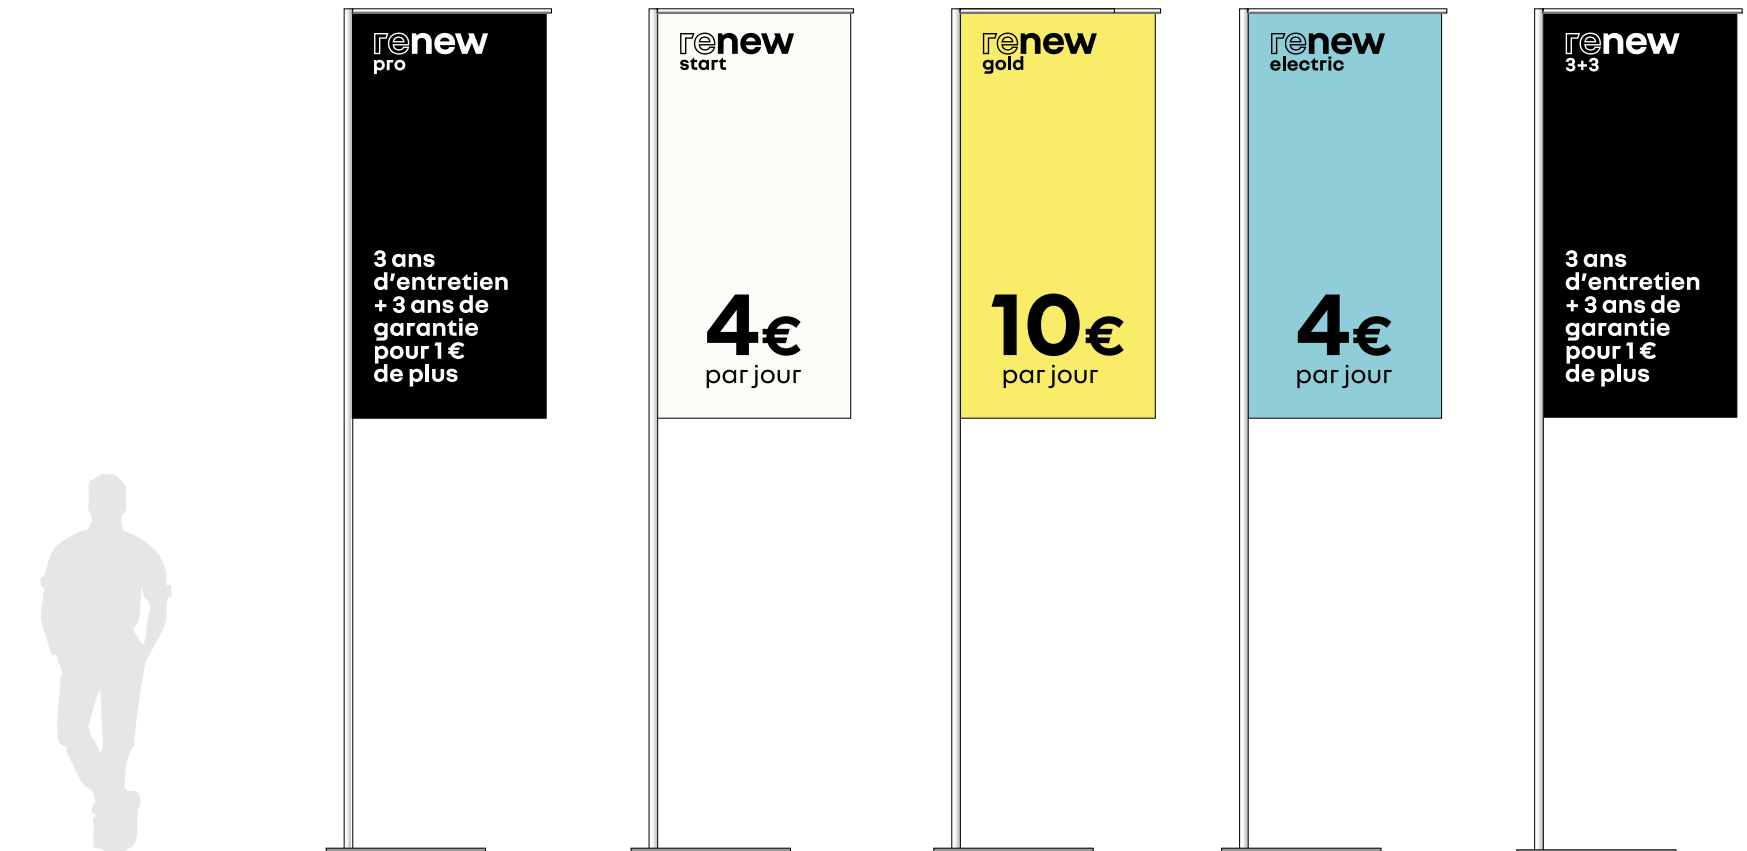 renew
pro
3 ans
d'entretien
+ 3 ans de
garantie
pour 1 €
de plus
renew
start
4€
par jour
renew
gold
10€
par jour
renew
electric
4€
par jour
renew
3+3
3 ans
d'entretien
+ 3 ans de
garantie
pour 1 €
de plus